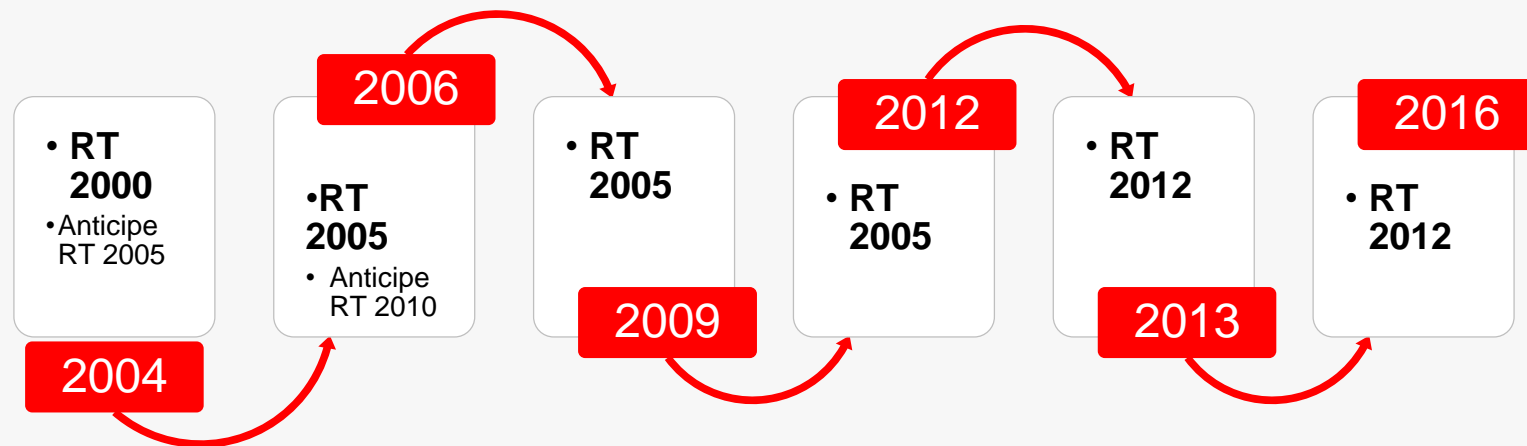 • RT
2000
•Anticipe
RT 2005
2004
2006
•RT
2005
• Anticipe
RT 2010
• RT
2005
2009
2012
• RT
2005
• RT
2012
2013
2016
• RT
2012